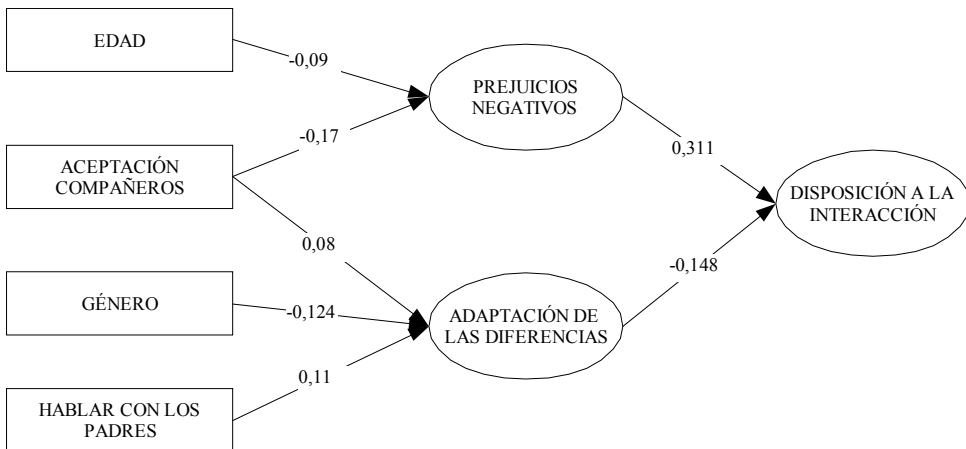 EDAD
-0,09
PREJUICIOS
NEGATIVOS
-0,17
0,311
ACEPTACIÓN
COMPAÑEROS
DISPOSICIÓN A LA
INTERACCIÓN
0,08
-0,148
GÉNERO
-0,124
ADAPTACIÓN DE
LAS DIFERENCIAS
0,11
HABLAR CON LOS
PADRES